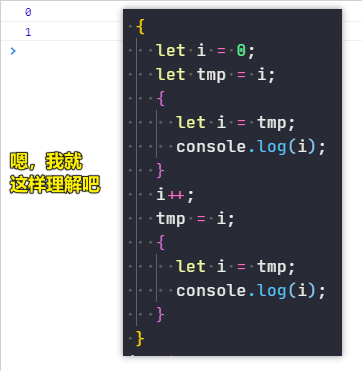 0
1
>
嗯，我就
这样理解吧
{
  let i = 0;
  let tmp = i;
  {
    let i = tmp;
    console.log(i);
  }
  i++;
  tmp = i;
  {
    let i = tmp;
    console.log(i);
  }
}